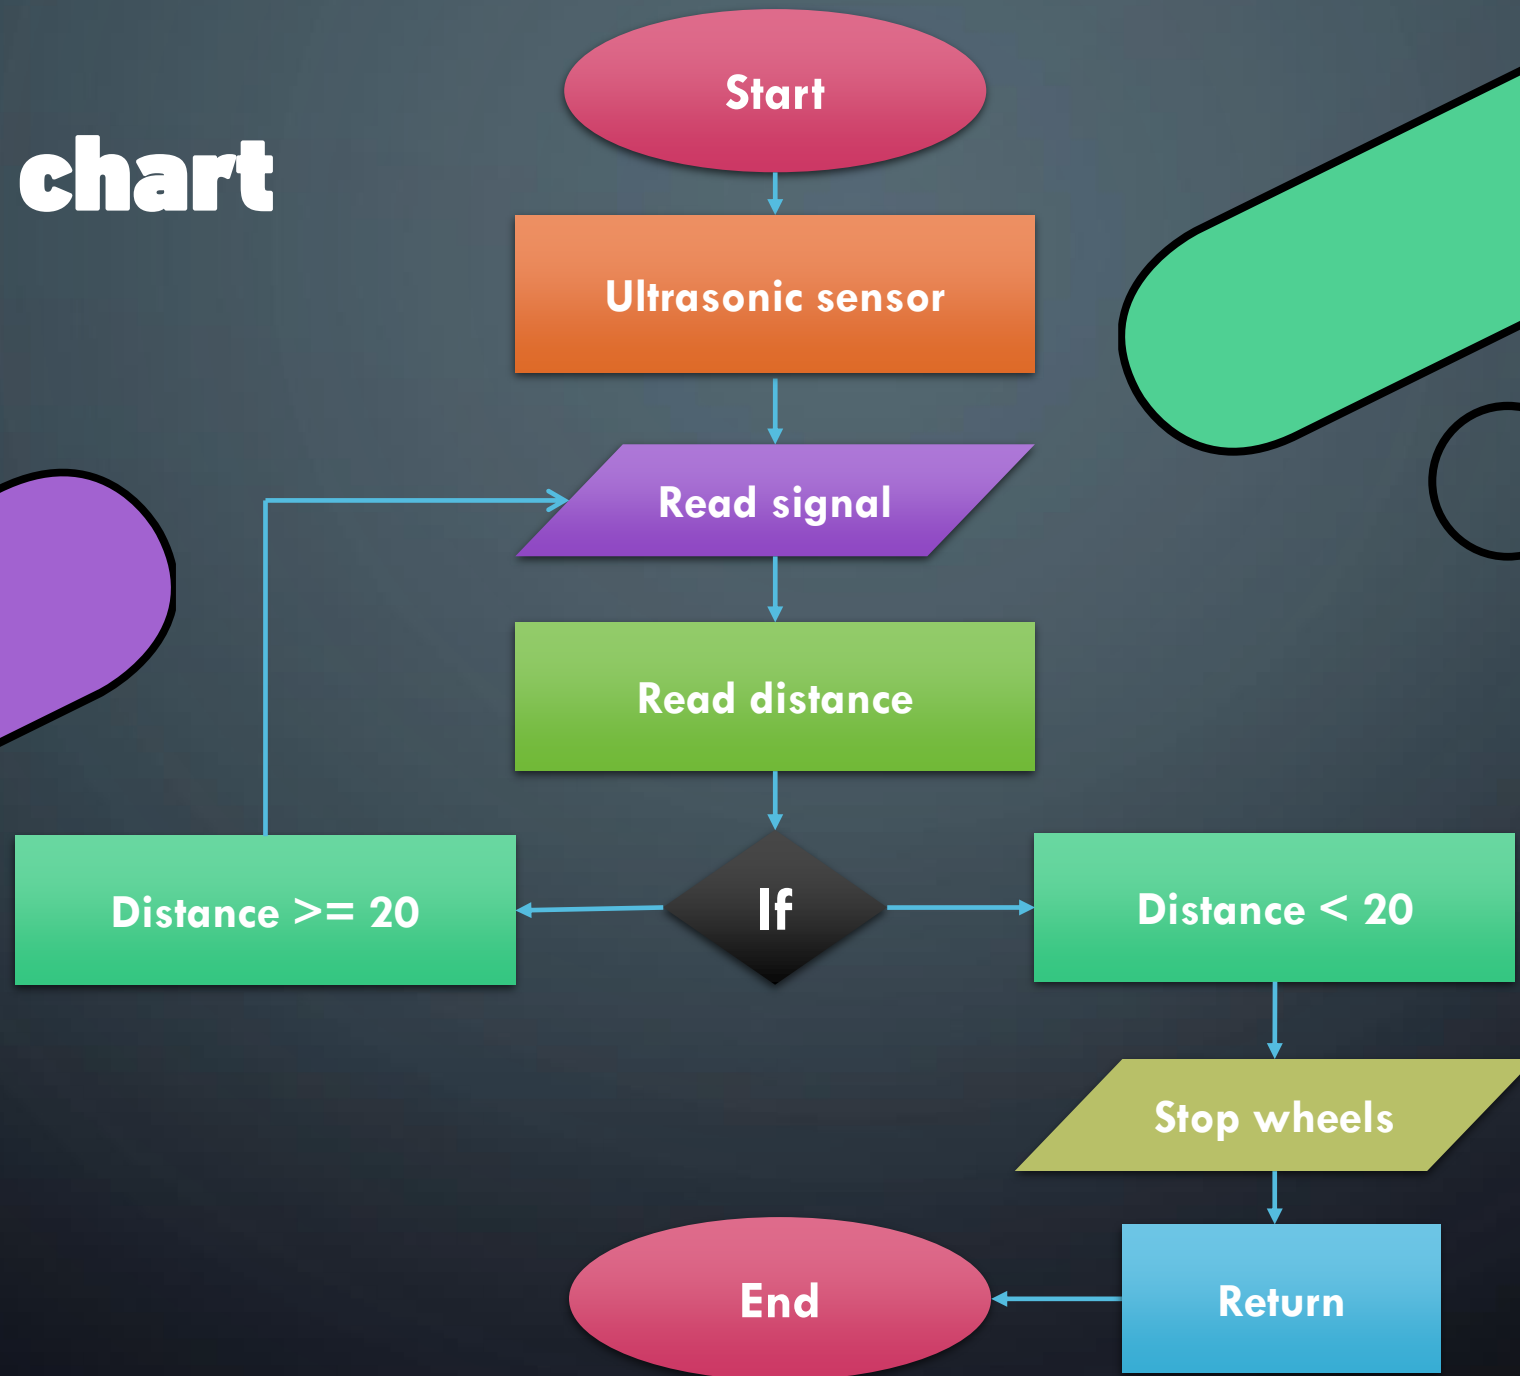 chart
Start
Ultrasonic sensor
Read signal
Read distance
Distance >= 20
If
Distance < 20
Stop wheels
Return
End